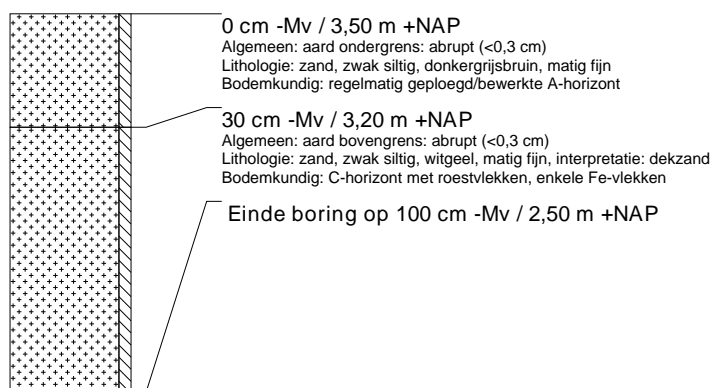 0 cm -Mv / 3,50 m +NAP
Algemeen: aard ondergrens: abrupt (<0,3 cm)
Lithologie: zand, zwak siltig, donkergrijsbruin, matig fijn
Bodemkundig: regelmatig geploegd/bewerkte A-horizont
30 cm -Mv / 3,20 m +NAP
Algemeen: aard bovengrens: abrupt (<0,3 cm)
Lithologie: zand, zwak siltig, witgeel, matig fijn, interpretatie: dekzand
Bodemkundig: C-horizont met roestvlekken, enkele Fe-vlekken
Einde boring op 100 cm -Mv / 2,50 m +NAP